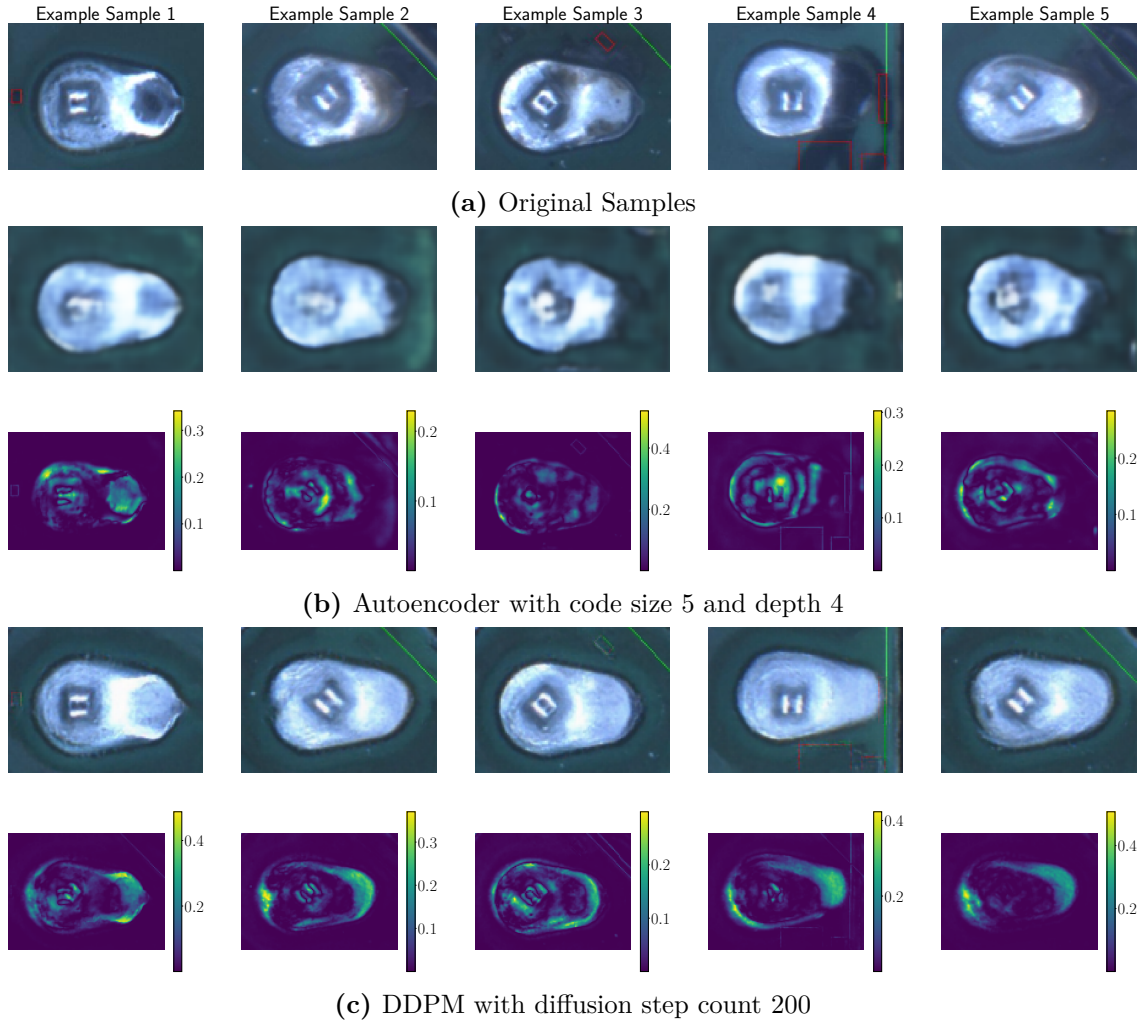 Example Sample 1 Example Sample 2 Example Sample 3 Example Sample 4 Example Sample 5
(a) Original Samples
0.3 0.2 0.1 0.0
0.2 0.1
0.4 0.2
0.3 0.2 0.1 0.0
0.2 0.1
(b) Autoencoder with code size 5 and depth 4
0.4 0.2
0.3 0.2 0.1
0.2 0.1
0.4 0.2
0.4 0.2
(c) DDPM with diffusion step count 200